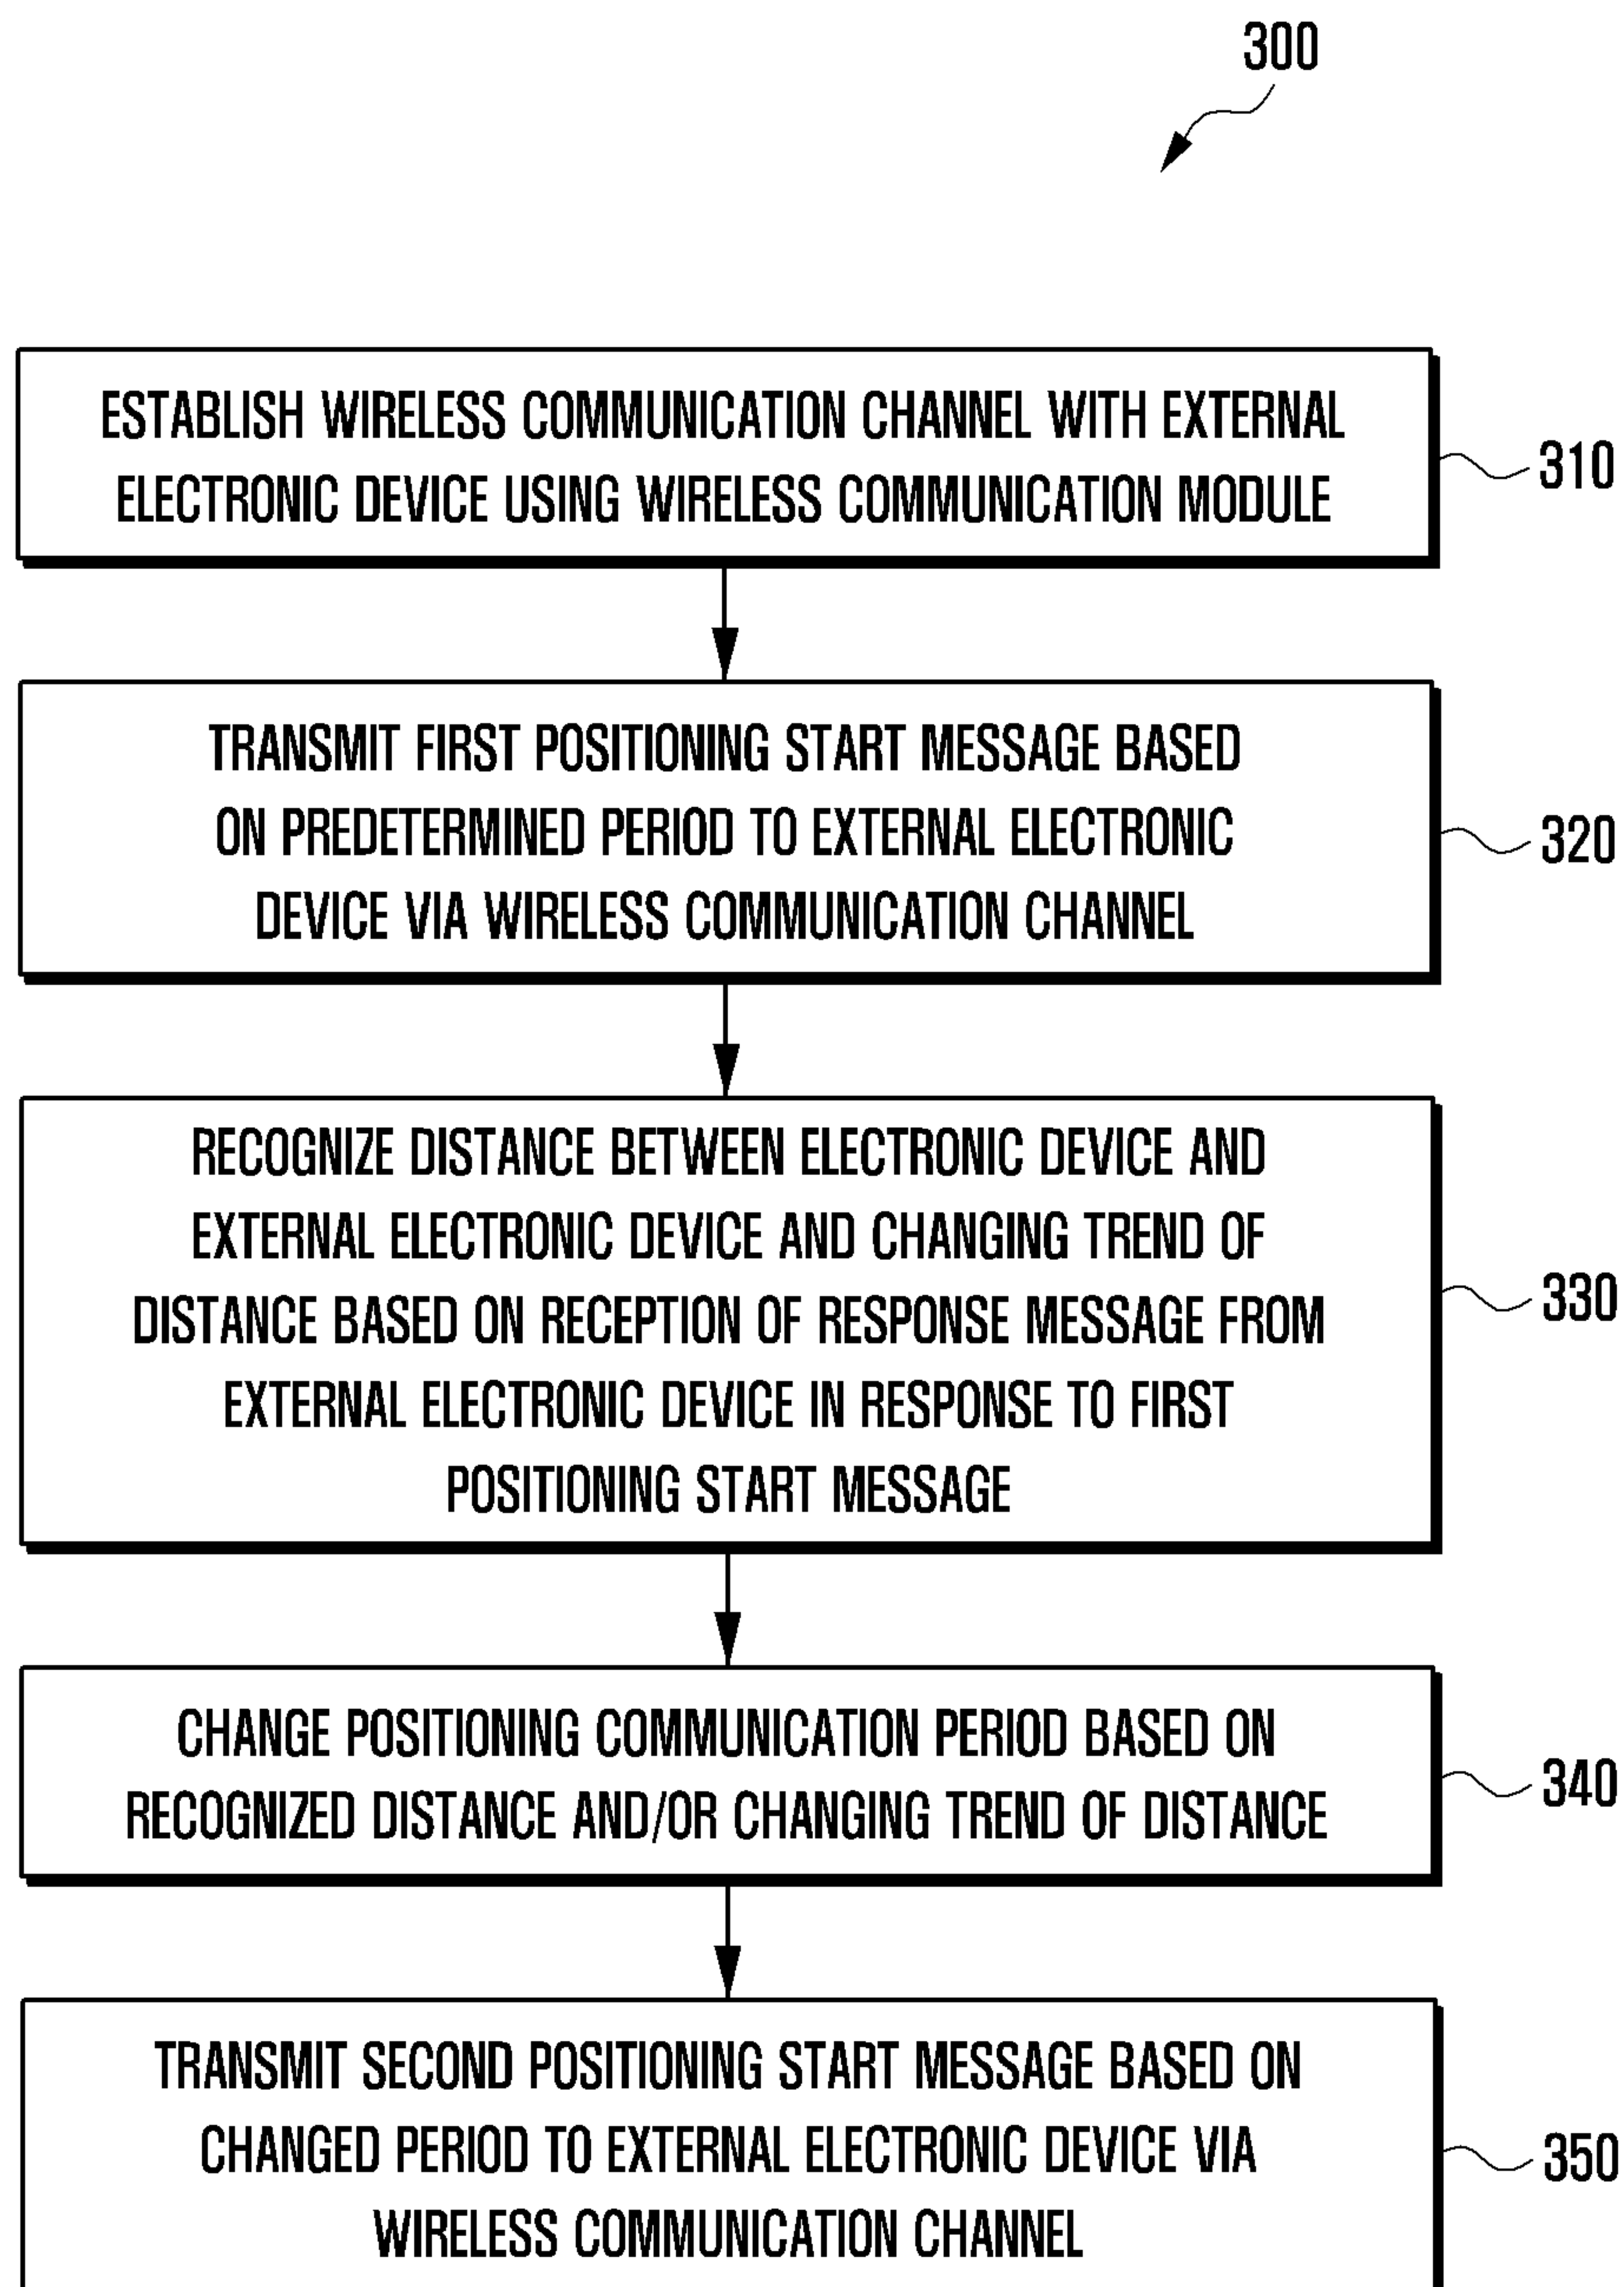 300
ESTABLISH WIRELESS COMMUNICATION CHANNEL WITH EXTERNAL
ELECTRONIC DEVICE USING WIRELESS COMMUNICATION MODULE
310
TRANSMIT FIRST POSITIONING START MESSAGE BASED
ON PREDETERMINED PERIOD TO EXTERNAL ELECTRONIC
DEVICE VIA WIRELESS COMMUNICATION CHANNEL
320
RECOGNIZE DISTANCE BETWEEN ELECTRONIC DEVICE AND
EXTERNAL ELECTRONIC DEVICE AND CHANGING TREND OF
DISTANCE BASED ON RECEPTION OF RESPONSE MESSAGE FROM
EXTERNAL ELECTRONIC DEVICE IN RESPONSE TO FIRST
POSITIONING START MESSAGE
330
CHANGE POSITIONING COMMUNICATION PERIOD BASED ON
RECOGNIZED DISTANCE AND/OR CHANGING TREND OF DISTANCE
340
TRANSMIT SECOND POSITIONING START MESSAGE BASED ON
CHANGED PERIOD TO EXTERNAL ELECTRONIC DEVICE VIA
WIRELESS COMMUNICATION CHANNEL
350